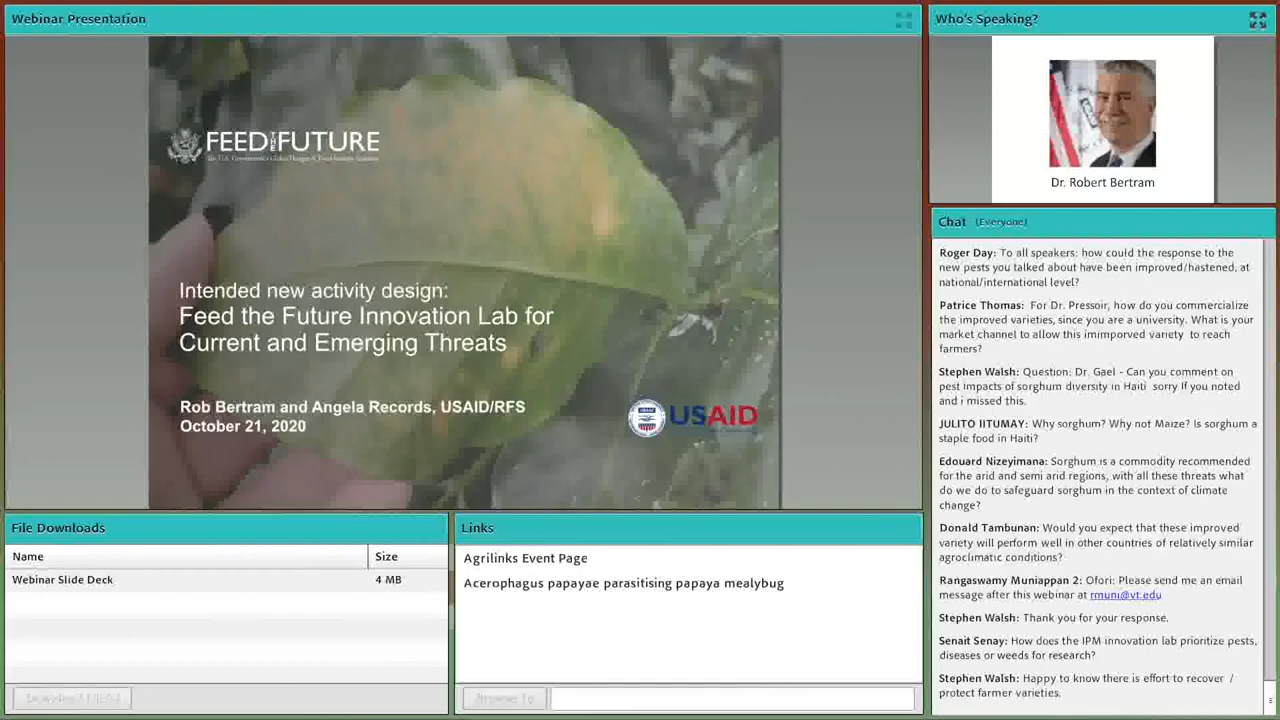 Webinar Presentation
FEED THE FUTURE
Intended new activity design:
Feed the Future Innovation Lab for
Current and Emerging Threats
Rob Bertram and Angela Records, USAID/RFS
October 21, 2020
USAID
Who's Speaking?
Dr. Robert Bertram
Chat (Everyone)
Roger Day: To all speakers: how could the response to the
new pests you talked about have been improved/hastened, at
national/international level?
Patrice Thomas: For Dr. Pressoir, how do you commercialize
the improved varieties, since you are a university. What is your
market channel to allow this imimporved variety to reach
farmers?
Stephen Walsh: Question: Dr. Gael - Can you comment on
pest impacts of sorghum diversity in Haiti sorry If you noted
and i missed this.
JULITO IITUMAY: Why sorghum? Why not Maize? Is sorghum a
staple food in Haiti?
Edouard Nizeyimana: Sorghum is a commodity recommended
for the arid and semi arid regions, with all these threats what
do we do to safeguard sorghum in the context of climate
change?
Donald Tambunan: Would you expect that these improved
variety will perform well in other countries of relatively similar
agroclimatic conditions?
Rangaswamy Muniappan 2: Ofori: Please send me an email
message after this webinar at rmuni@vt.edu
Stephen Walsh: Thank you for your response.
Senait Senay: How does the IPM innovation lab prioritize pests,
diseases or weeds for research?
Stephen Walsh: Happy to know there is effort to recover /
protect farmer varieties.
File Downloads
Name Size
Webinar Slide Deck 4 MB
Links
Agrilinks Event Page
Acerophagus papayae parasitising papaya mealybug
Browse To